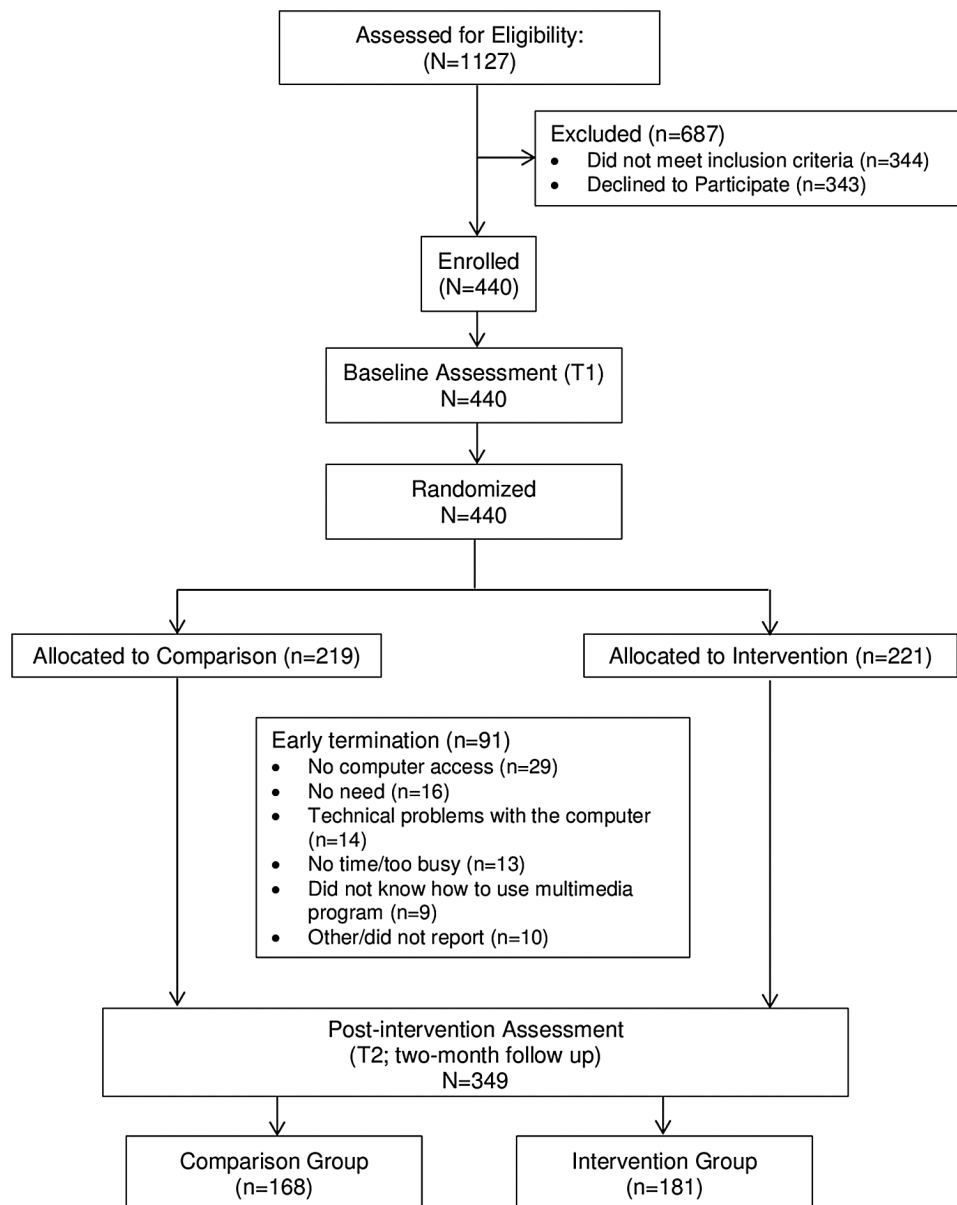 Assessed for Eligibility:
(N=1127)
Excluded (n=687)
• Did not meet inclusion criteria (n=344)
• Declined to Participate (n=343)
Enrolled
(N=440)
Baseline Assessment (T1)
N=440
Randomized
N=440
Allocated to Comparison (n=219)
Allocated to Intervention (n=221)
Early termination (n=91)
• No computer access (n=29)
• No need (n=16)
• Technical problems with the computer
(n=14)
• No time/too busy (n=13)
• Did not know how to use multimedia
program (n=9)
• Other/did not report (n=10)
Post-intervention Assessment
(T2; two-month follow up)
N=349
Comparison Group
(n=168)
Intervention Group
(n=181)